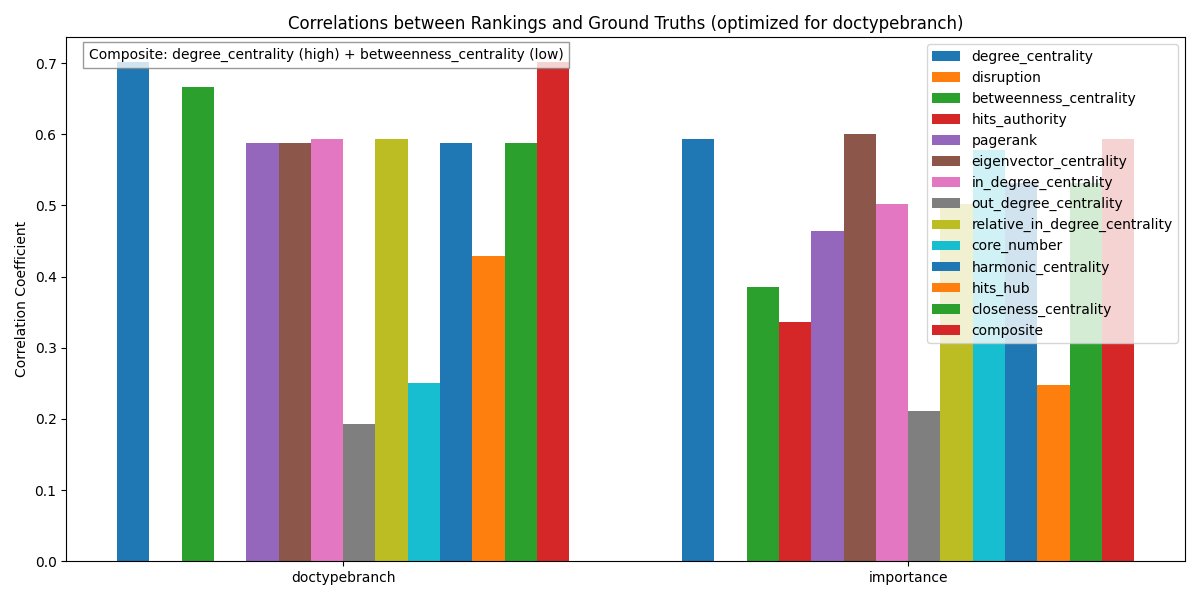 Correlations between Rankings and Ground Truths (optimized for doctypebranch)
Composite: degree_centrality (high) + betweenness_centrality (low)
degree_centrality
disruption
betweenness_centrality
hits_authority
pagerank
eigenvector_centrality
in_degree_centrality
out_degree_centrality
relative_in_degree_centrality
core_number
harmonic_centrality
hits_hub
closeness_centrality
composite
Correlation Coefficient
0.7
0.6
0.5
0.4
0.3
0.2
0.1
0.0
doctypebranch
importance